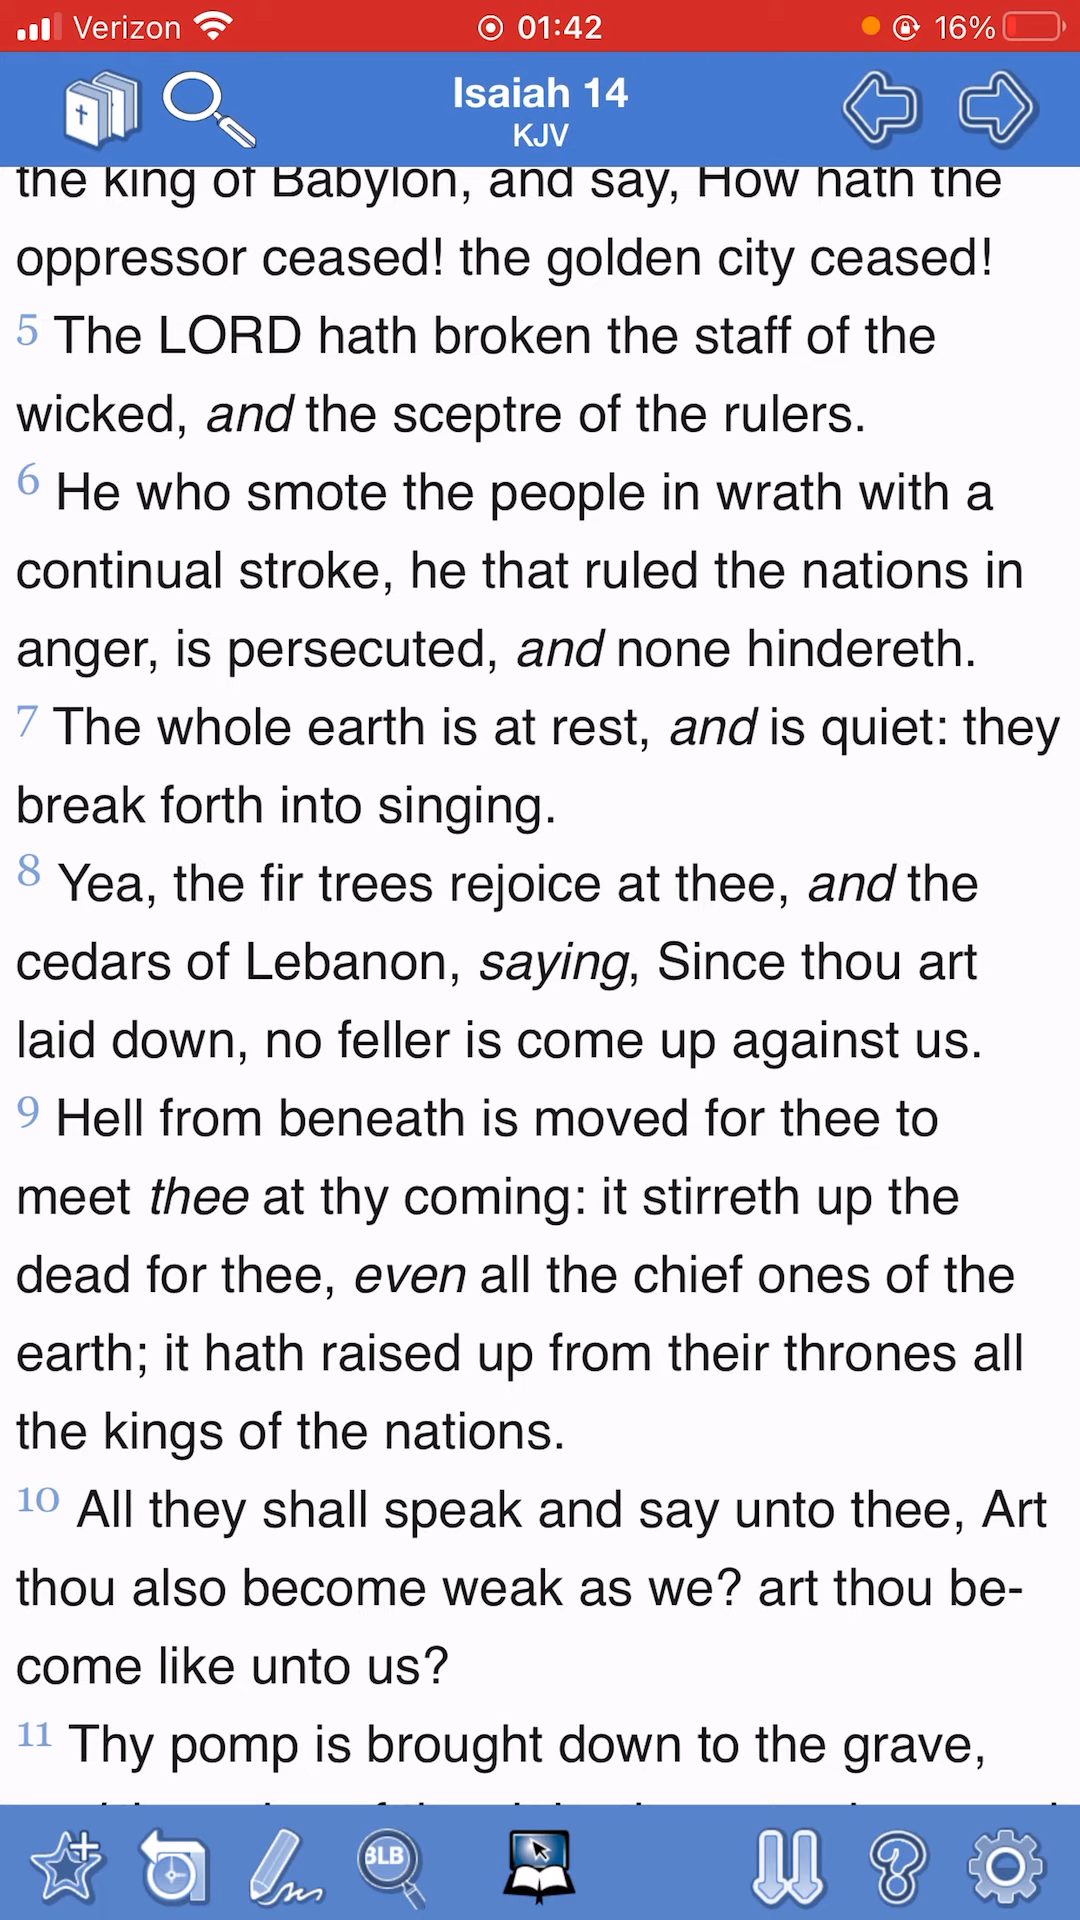 Verizon 01:42 16%
Isaiah 14
KJV
the king of Babylon, and say, How hath the
oppressor ceased! the golden city ceased!
5 The LORD hath broken the staff of the
wicked, and the sceptre of the rulers.
6 He who smote the people in wrath with a
continual stroke, he that ruled the nations in
anger, is persecuted, and none hindereth.
7 The whole earth is at rest, and is quiet: they
break forth into singing.
8 Yea, the fir trees rejoice at thee, and the
cedars of Lebanon, saying, Since thou art
laid down, no feller is come up against us.
9 Hell from beneath is moved for thee to
meet thee at thy coming: it stirreth up the
dead for thee, even all the chief ones of the
earth; it hath raised up from their thrones all
the kings of the nations.
10 All they shall speak and say unto thee, Art
thou also become weak as we? art thou be-
come like unto us?
11 Thy pomp is brought down to the grave,
BLB